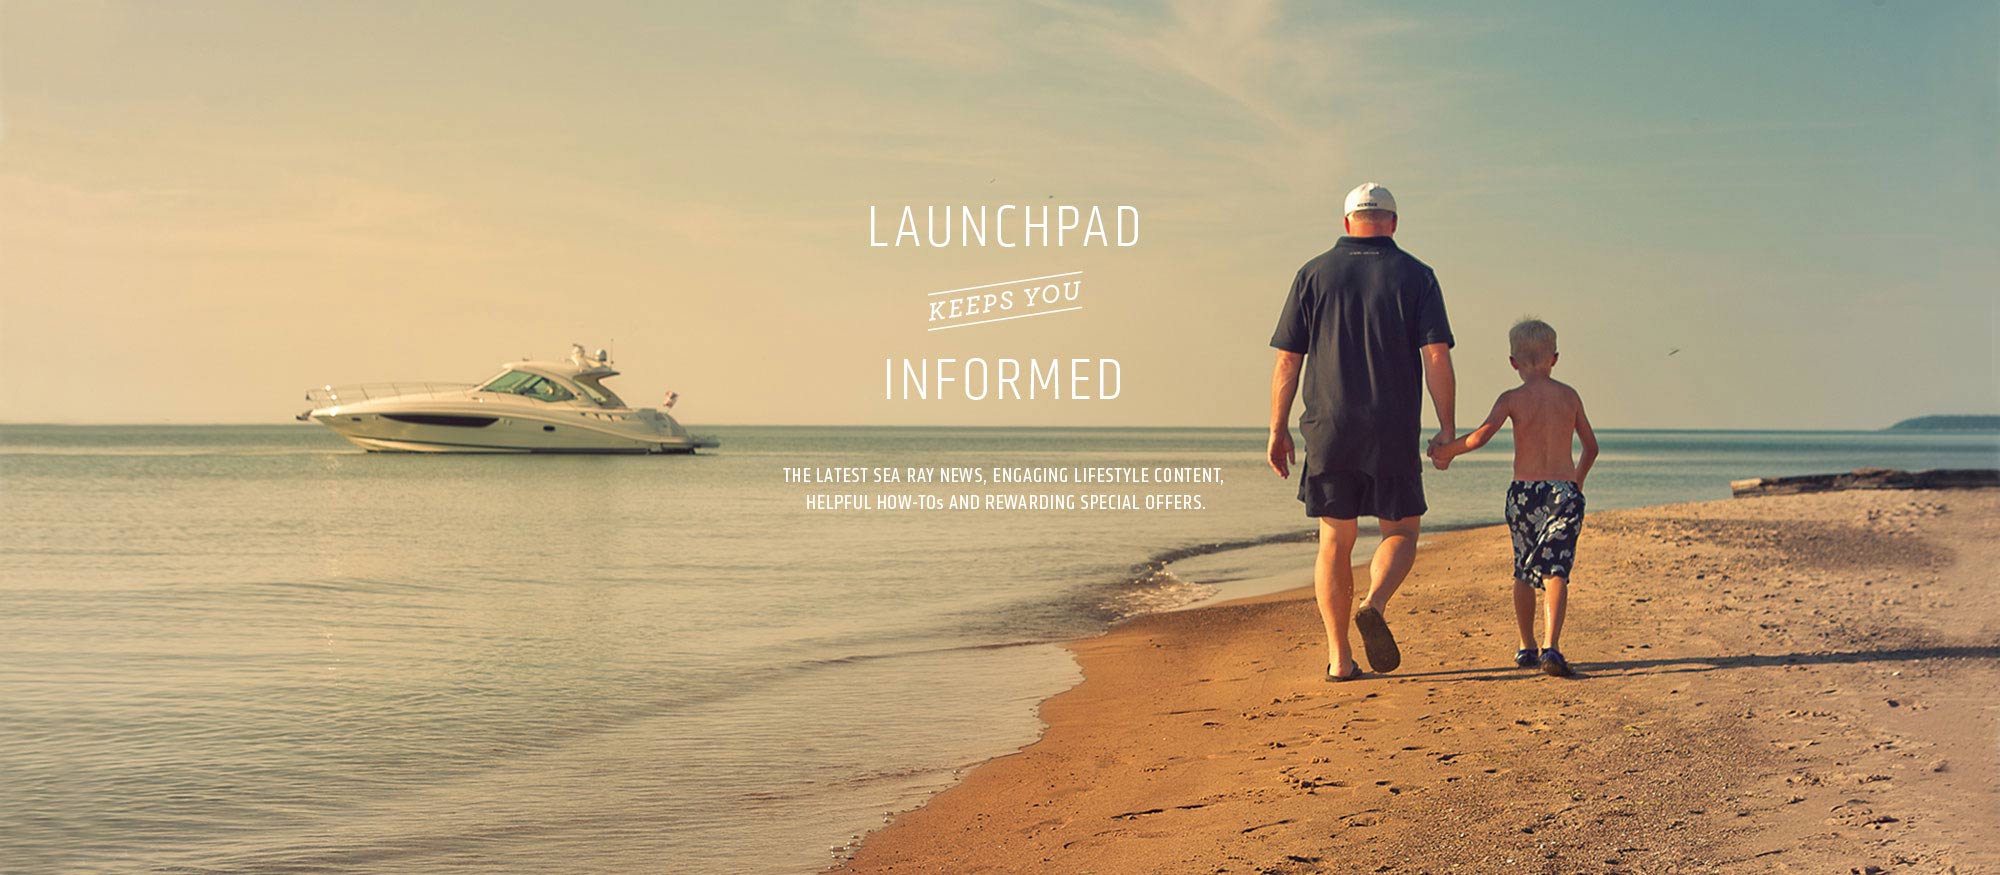 LAUNCHPAD
KEEPS YOU
INFORMED
THE LATEST SEA RAY NEWS, ENGAGING LIFESTYLE CONTENT,
HELPFUL HOW-TOs AND REWARDING SPECIAL OFFERS.